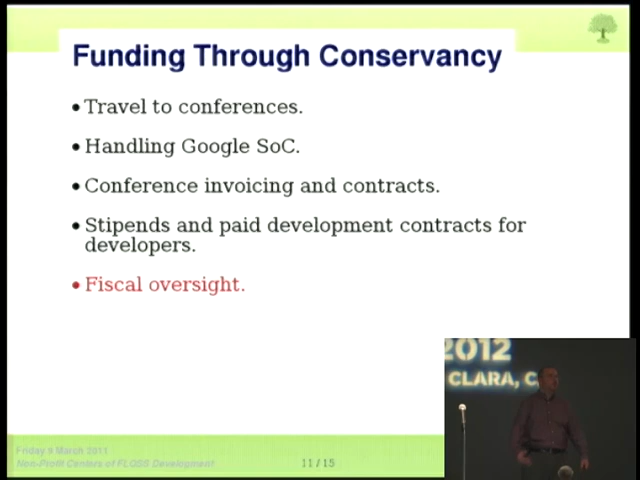 Funding Through Conservancy
• Travel to conferences.
• Handling Google SoC.
• Conference invoicing and contracts.
• Stipends and paid development contracts for
developers.
• Fiscal oversight.
2012
CLARA, C
Friday 9 March 2011
Non-Profit Centers of FLOSS Development
11 / 15